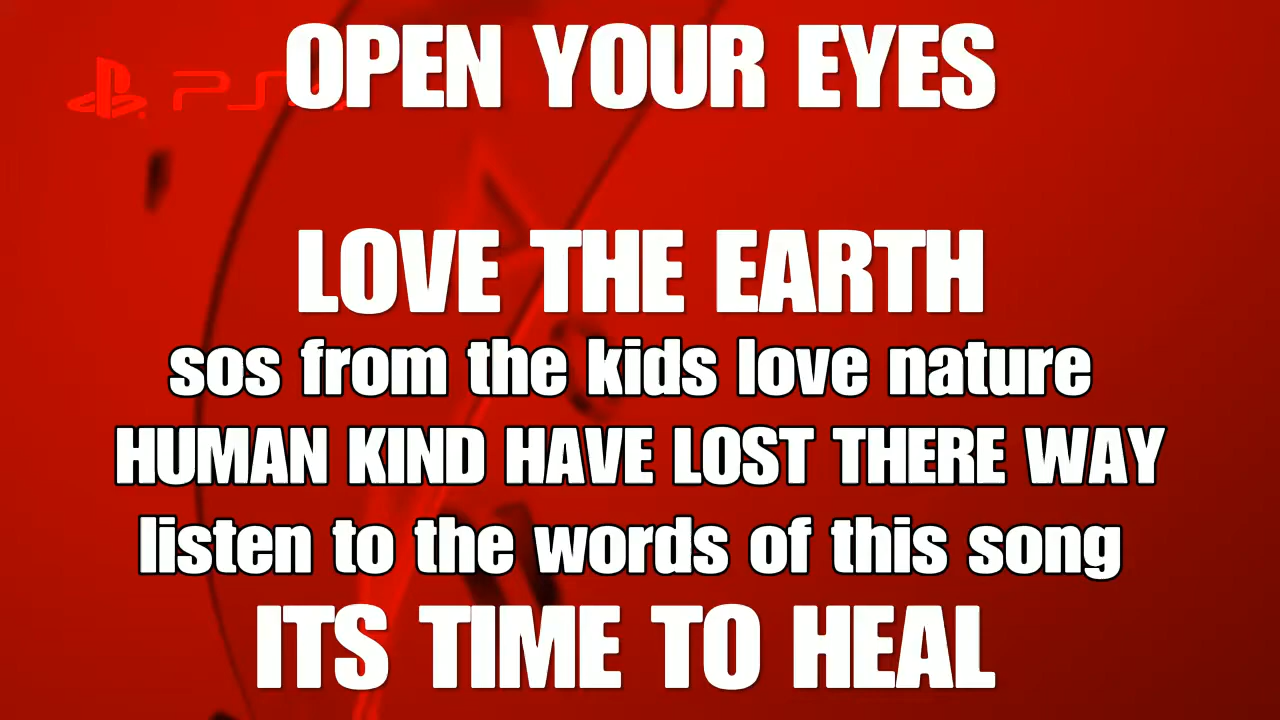 OPEN YOUR EYES
PS
LOVE THE EARTH
sos from the kids love nature
HUMAN KIND HAVE LOST THERE WAY
listen to the words of this song
ITS TIME TO HEAL